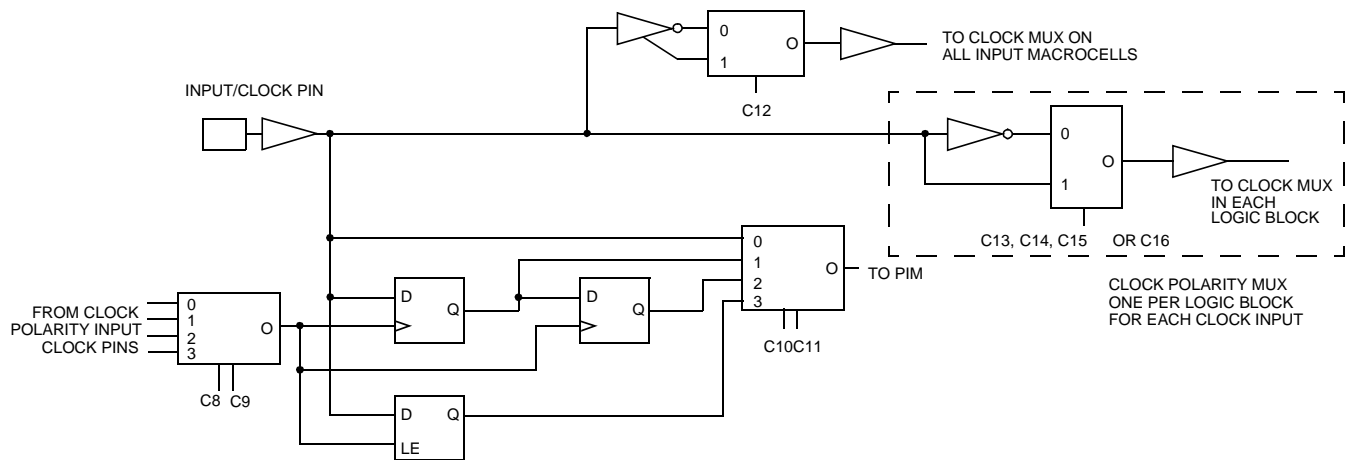 0
O
1
C12
TO CLOCK MUX ON
ALL INPUT MACROCELLS
INPUT/CLOCK PIN
0
O
1
TO CLOCK MUX
IN EACH
LOGIC BLOCK
C13, C14, C15 OR C16
0
1
2
3
O
TO PIM
C10C11
CLOCK POLARITY MUX
ONE PER LOGIC BLOCK
FOR EACH CLOCK INPUT
D
Q
D
Q
FROM CLOCK
POLARITY INPUT
CLOCK PINS
0
1
2
3
O
C8 C9
D
Q
LE